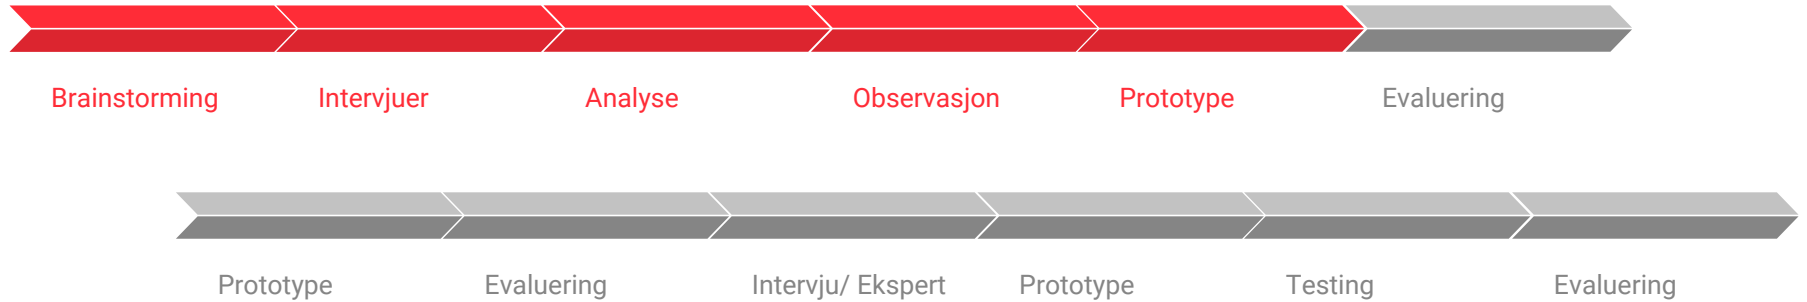 Brainstorming Intervjuer Analyse Observasjon Prototype Evaluering
Prototype Evaluering Intervju/ Ekspert Prototype Testing Evaluering